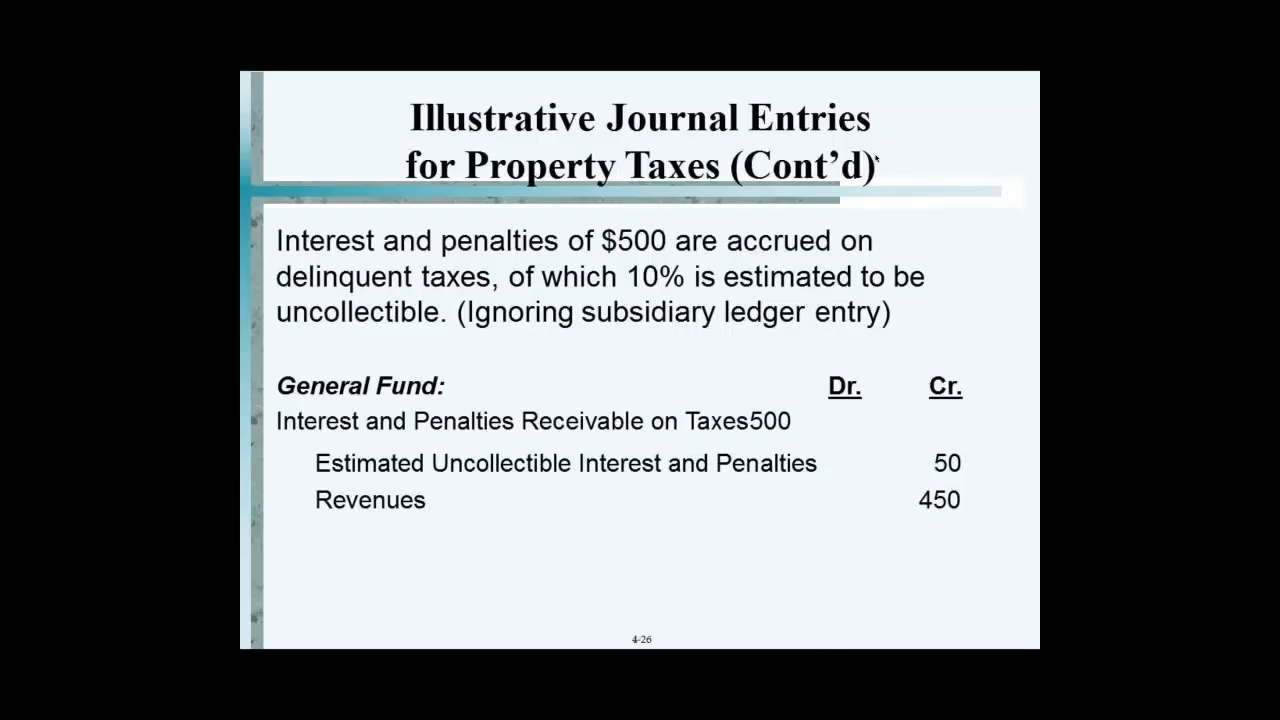 Illustrative Journal Entries
for Property Taxes (Cont’d)
Interest and penalties of $500 are accrued on
delinquent taxes, of which 10% is estimated to be
uncollectible. (Ignoring subsidiary ledger entry)
General Fund: Dr. Cr.
Interest and Penalties Receivable on Taxes500
Estimated Uncollectible Interest and Penalties 50
Revenues 450
4-26